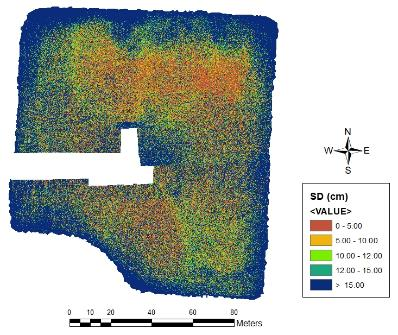 N
W E
S
SD (cm)
<VALUE>
0 - 5.00
5.00 - 10.00
10.00 - 12.00
12.00 - 15.00
> 15.00
0 10 20 40 60 80
Meters